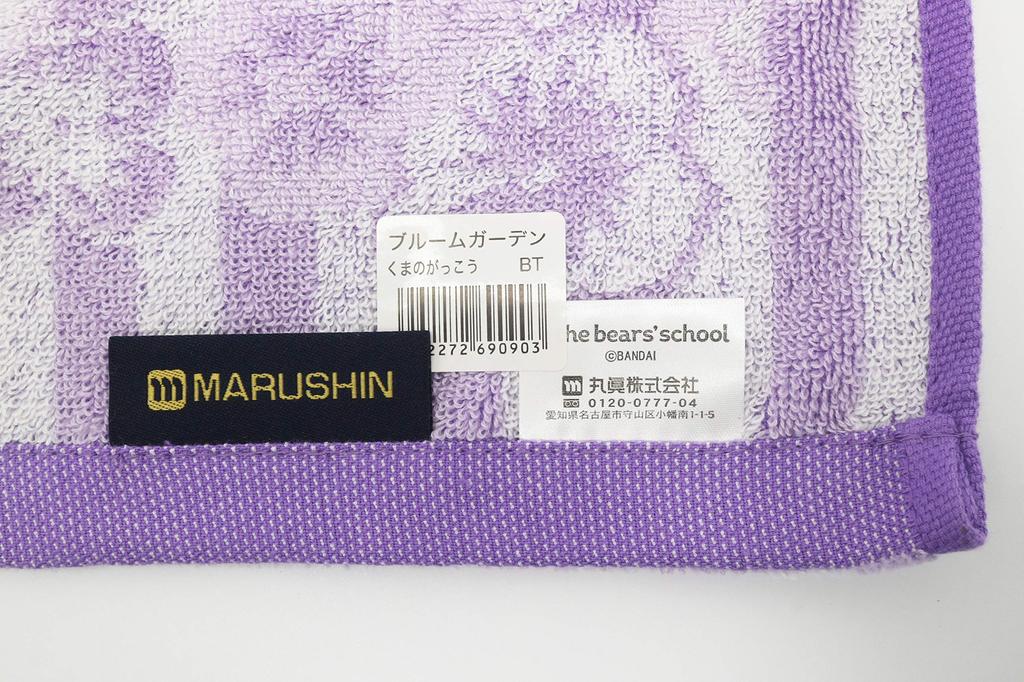 ブルームガーデン
くまのがっこう BT
2272 690903
MARUSHIN
he bears' school
©BANDAI
丸眞株式会社
0120-0777-04
愛知県名古屋市守山区小幡南1-1-5